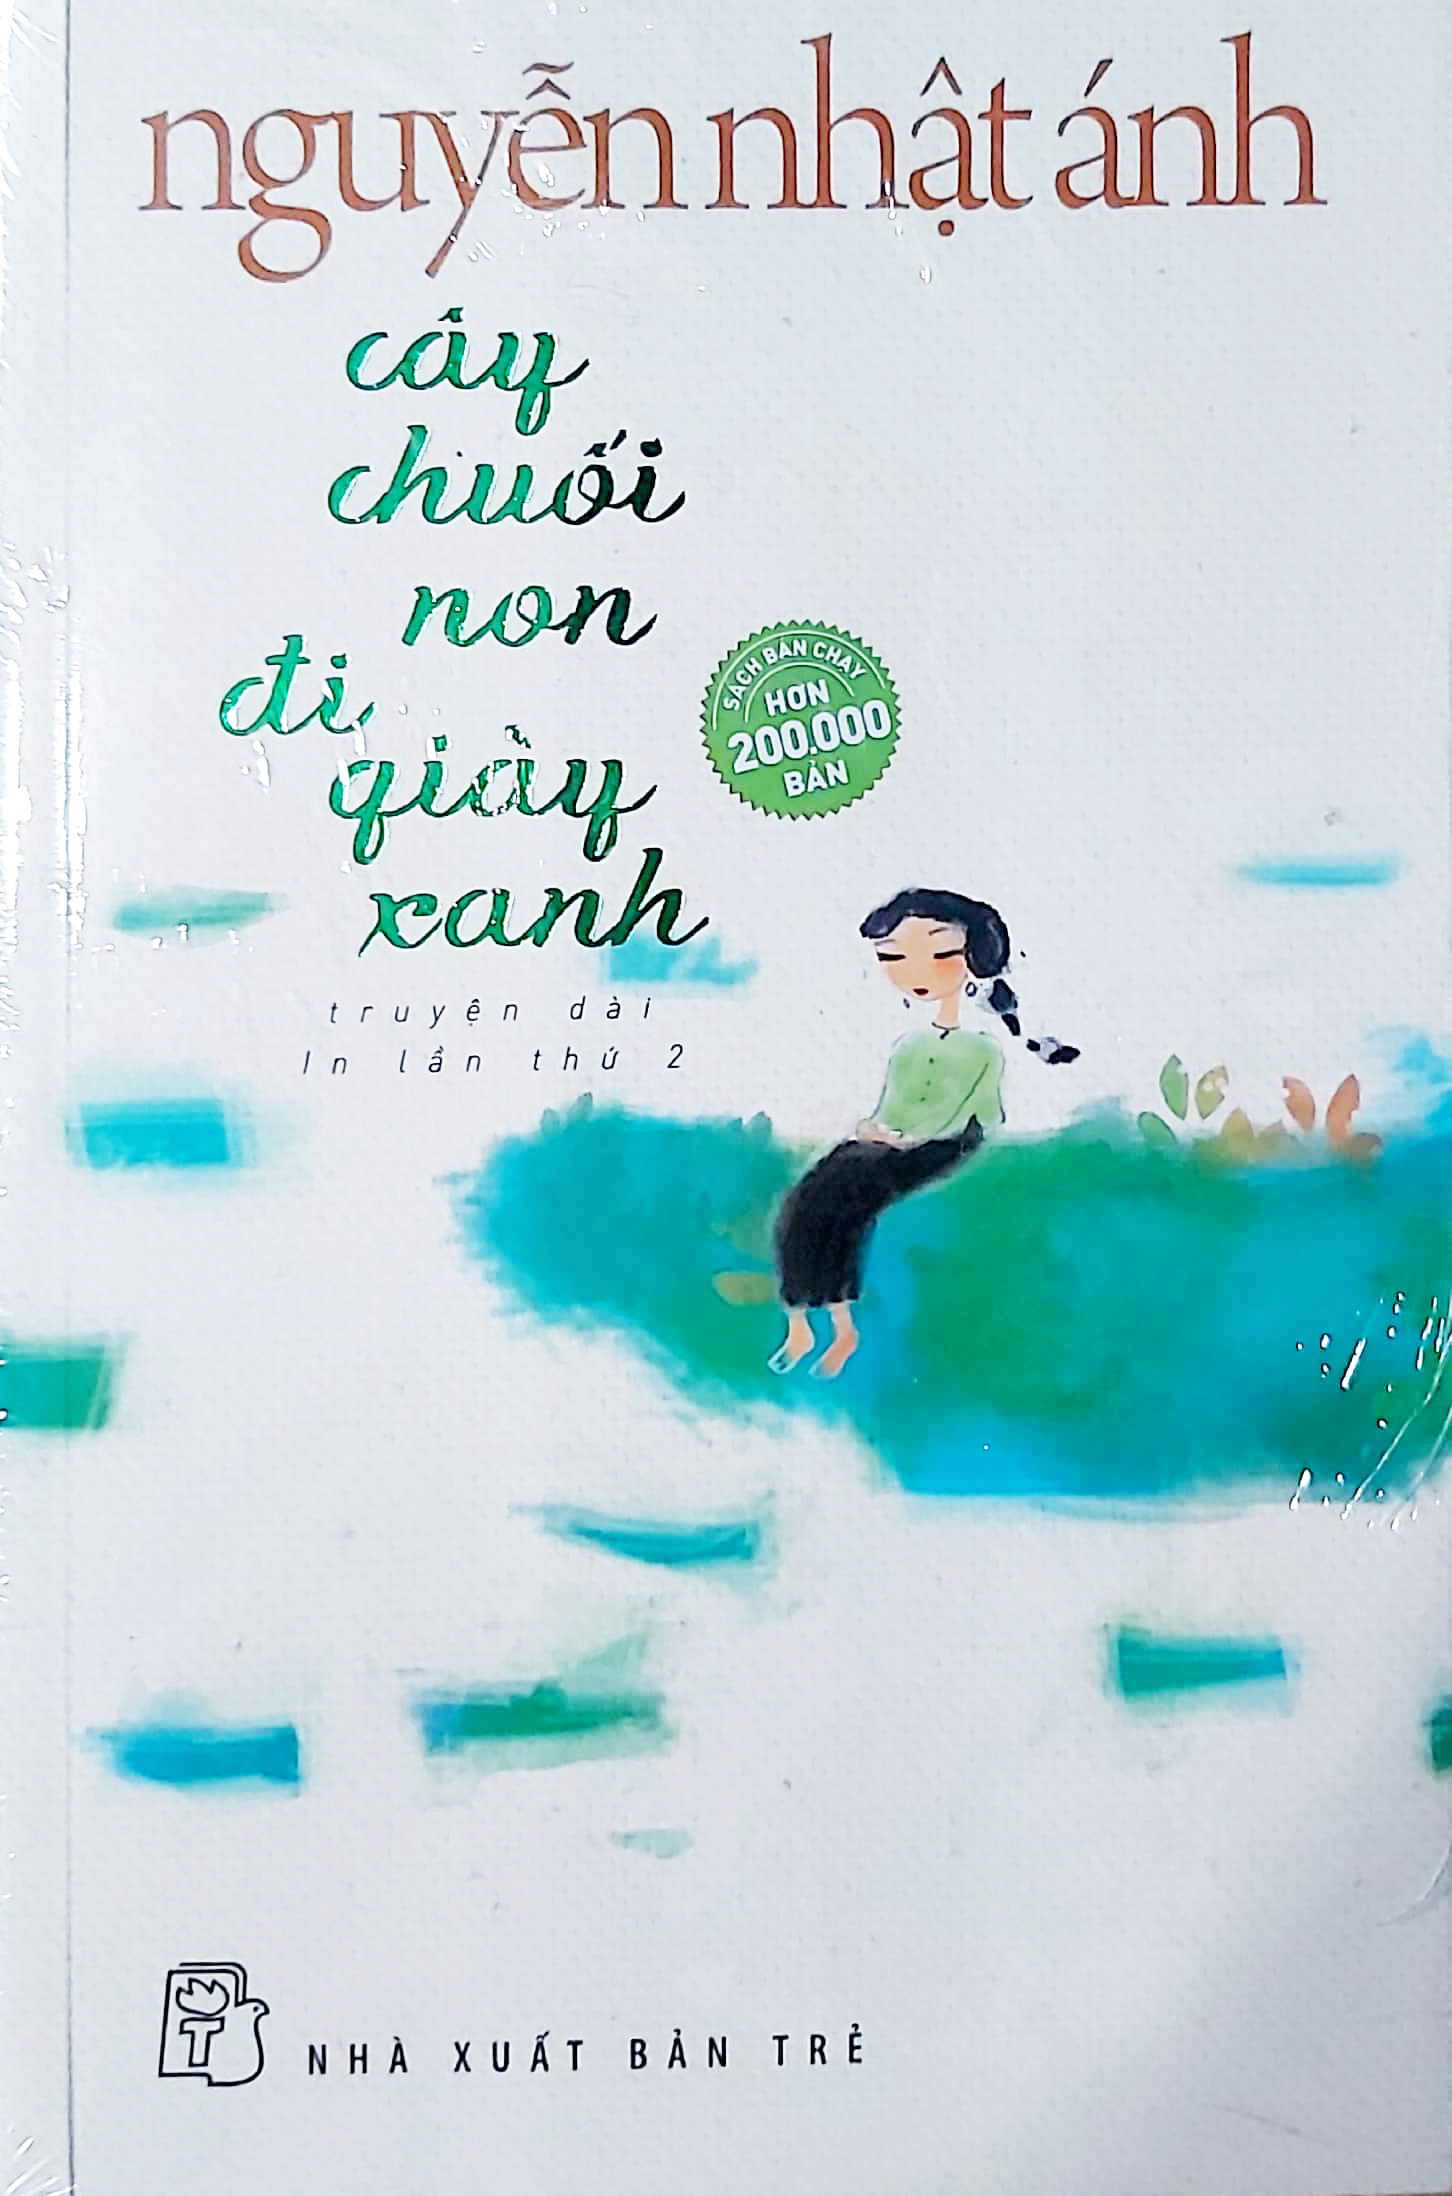 nguyễn nhật ánh
cây
chuối
non
đi
giày
xanh
SÁCH BÁN CHẠY
HƠN
200.000
BẢN
truyện dài
In lần thứ 2
T
NHÀ XUẤT BẢN TRẺ